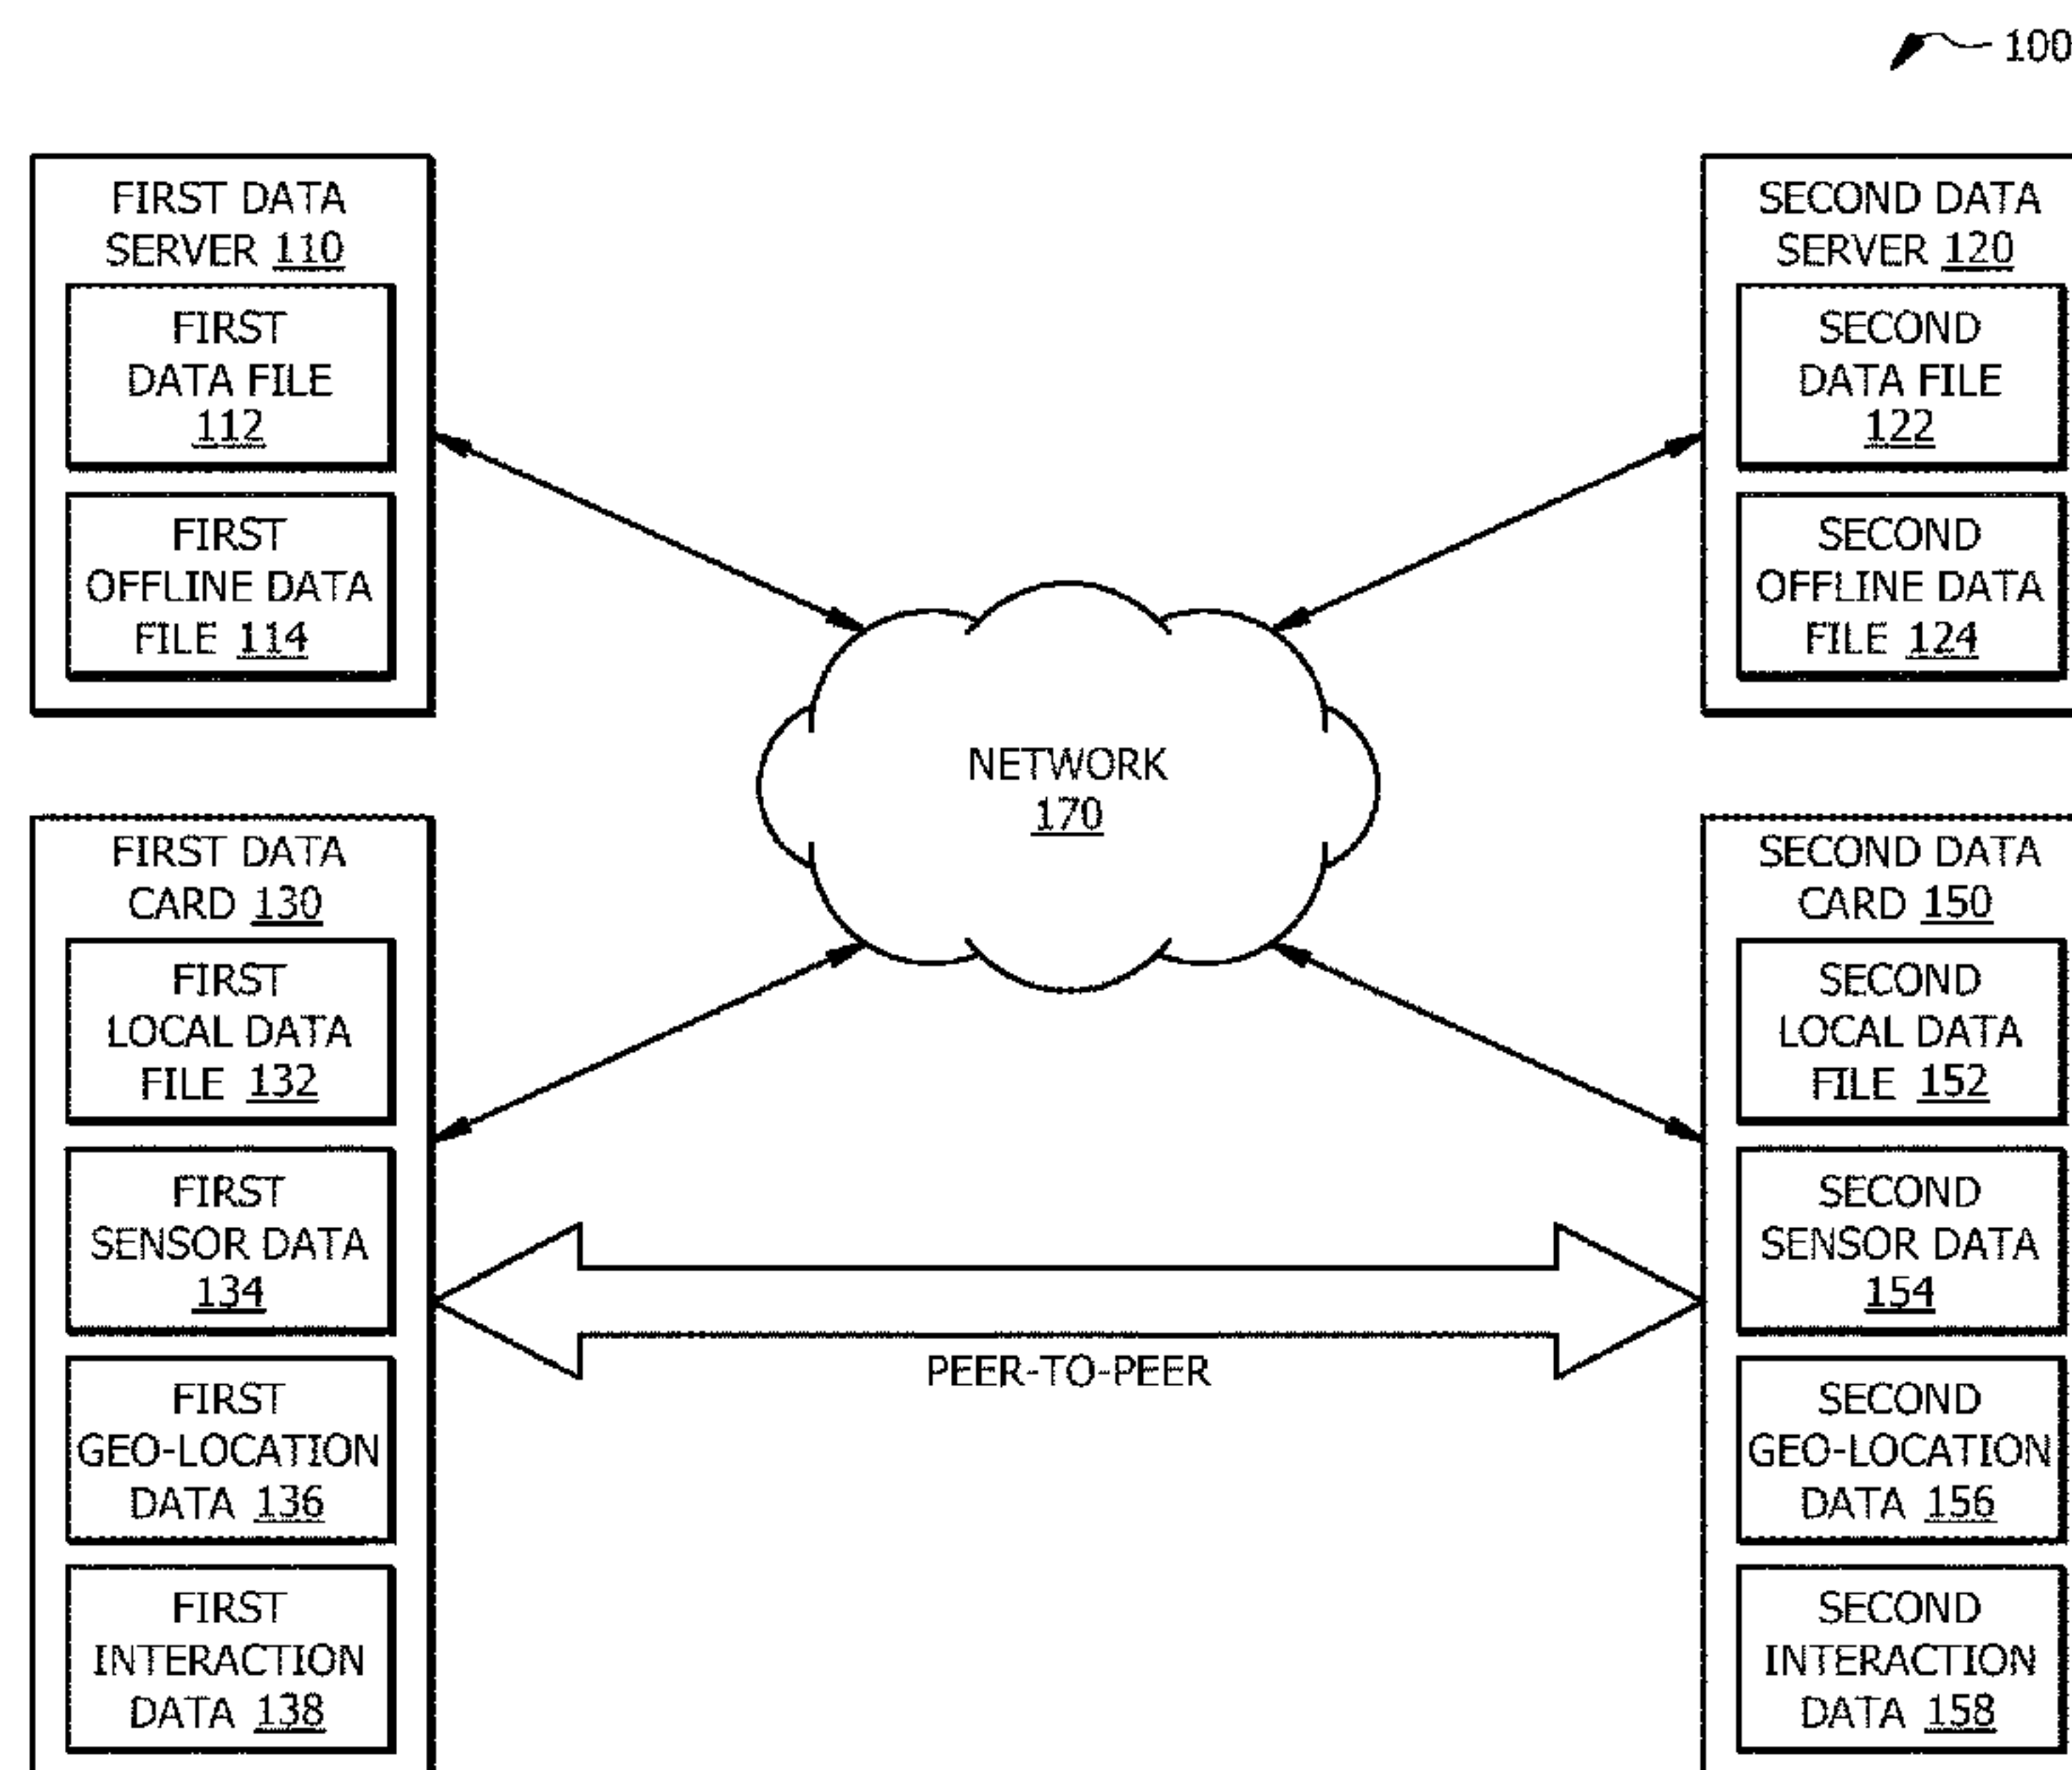 100
FIRST DATA
SERVER 110
FIRST
DATA FILE
112
FIRST
OFFLINE DATA
FILE 114
SECOND DATA
SERVER 120
SECOND
DATA FILE
122
SECOND
OFFLINE DATA
FILE 124
NETWORK
170
FIRST DATA
CARD 130
FIRST
LOCAL DATA
FILE 132
FIRST
SENSOR DATA
134
FIRST
GEO-LOCATION
DATA 136
FIRST
INTERACTION
DATA 138
PEER-TO-PEER
SECOND DATA
CARD 150
SECOND
LOCAL DATA
FILE 152
SECOND
SENSOR DATA
154
SECOND
GEO-LOCATION
DATA 156
SECOND
INTERACTION
DATA 158